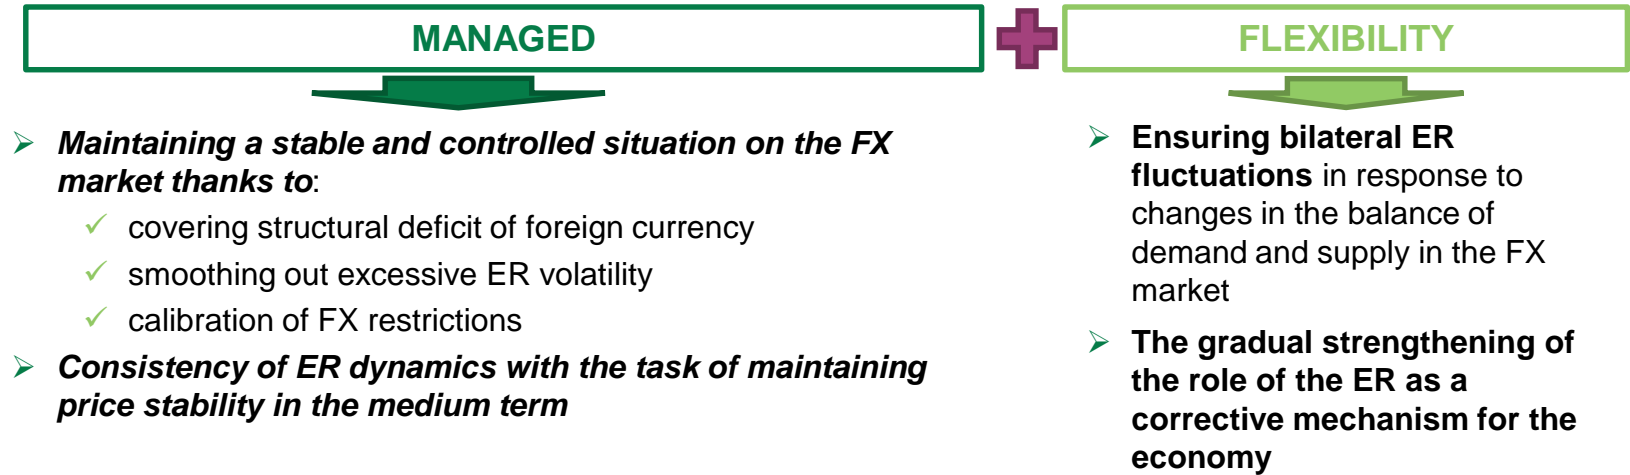 MANAGED
FLEXIBILITY
Maintaining a stable and controlled situation on the FX
market thanks to:
covering structural deficit of foreign currency
smoothing out excessive ER volatility
calibration of FX restrictions
Consistency of ER dynamics with the task of maintaining
price stability in the medium term
Ensuring bilateral ER
fluctuations in response to
changes in the balance of
demand and supply in the FX
market
The gradual strengthening of
the role of the ER as a
corrective mechanism for the
economy